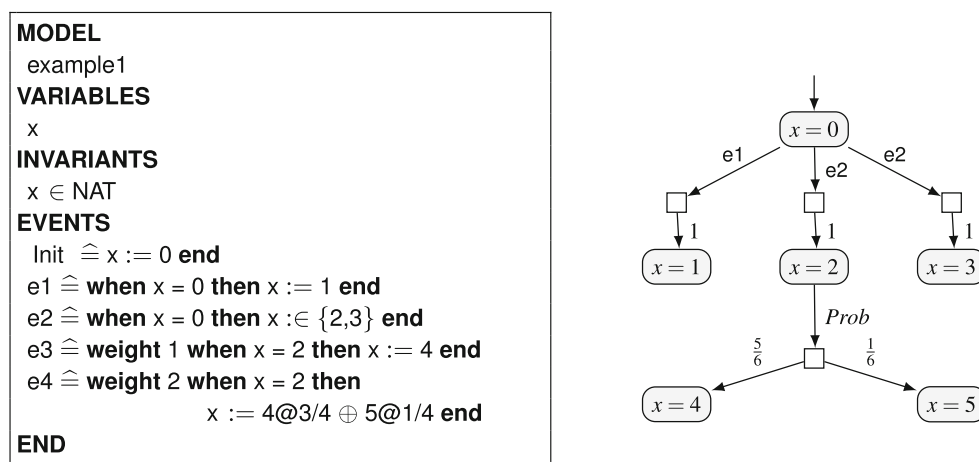 MODEL
example1
VARIABLES
x
INVARIANTS
x ∈ NAT
EVENTS
Init ≙ x := 0 end
e1 ≙ when x = 0 then x := 1 end
e2 ≙ when x = 0 then x :∈ {2,3} end
e3 ≙ weight 1 when x = 2 then x := 4 end
e4 ≙ weight 2 when x = 2 then
x := 4@3/4 ⊕ 5@1/4 end
END
x = 0
e1 e2 e2
1 1 1
x = 1 x = 2 x = 3
Prob
5/6 1/6
x = 4 x = 5